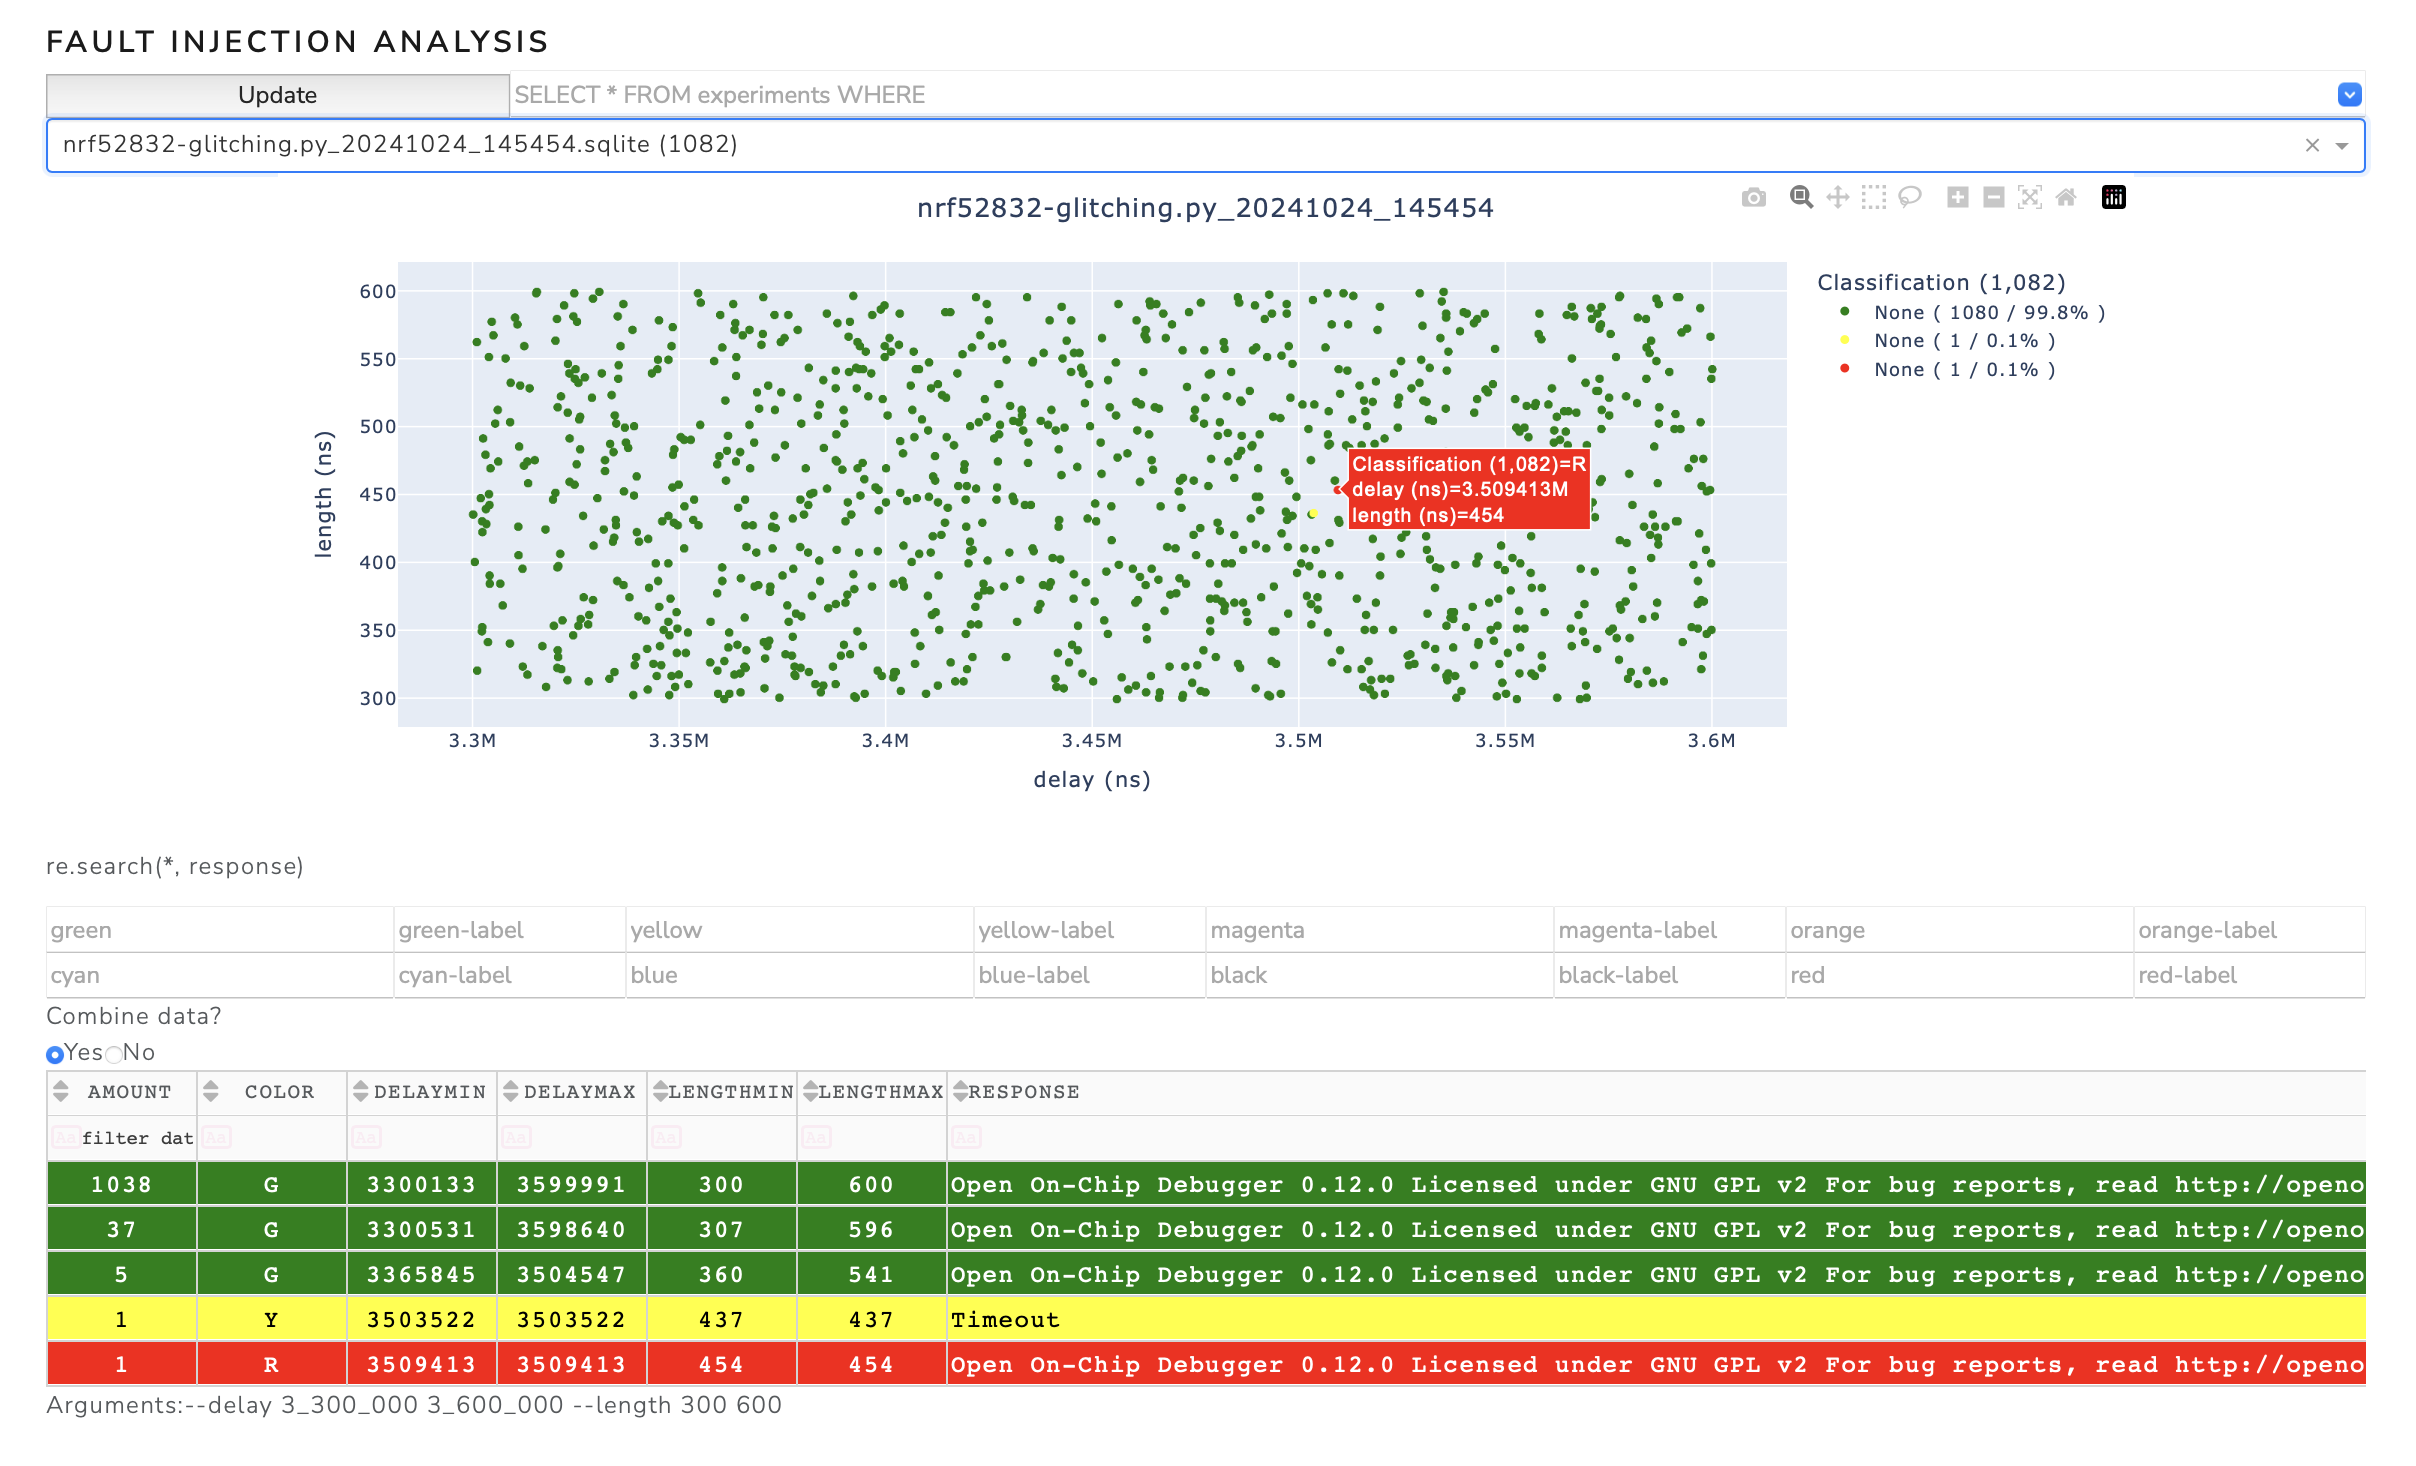 FAULT INJECTION ANALYSIS
Update SELECT * FROM experiments WHERE
nrf52832-glitching.py_20241024_145454.sqlite (1082)
nrf52832-glitching.py_20241024_145454
Classification (1,082)
None ( 1080 / 99.8% )
None ( 1 / 0.1% )
None ( 1 / 0.1% )
600
550
500
450
400
350
300
length (ns)
Classification (1,082)=R
delay (ns)=3.509413M
length (ns)=454
3.3M 3.35M 3.4M 3.45M 3.5M 3.55M 3.6M
delay (ns)
re.search(*, response)
green green-label yellow yellow-label magenta magenta-label orange orange-label
cyan cyan-label blue blue-label black black-label red red-label
Combine data?
Yes No
AMOUNT COLOR DELAYMIN DELAYMAX LENGTHMIN LENGTHMAX RESPONSE
Aa filter dat Aa Aa Aa Aa Aa Aa
1038 G 3300133 3599991 300 600 Open On-Chip Debugger 0.12.0 Licensed under GNU GPL v2 For bug reports, read http://openo
37 G 3300531 3598640 307 596 Open On-Chip Debugger 0.12.0 Licensed under GNU GPL v2 For bug reports, read http://openo
5 G 3365845 3504547 360 541 Open On-Chip Debugger 0.12.0 Licensed under GNU GPL v2 For bug reports, read http://openo
1 Y 3503522 3503522 437 437 Timeout
1 R 3509413 3509413 454 454 Open On-Chip Debugger 0.12.0 Licensed under GNU GPL v2 For bug reports, read http://openo
Arguments:--delay 3_300_000 3_600_000 --length 300 600